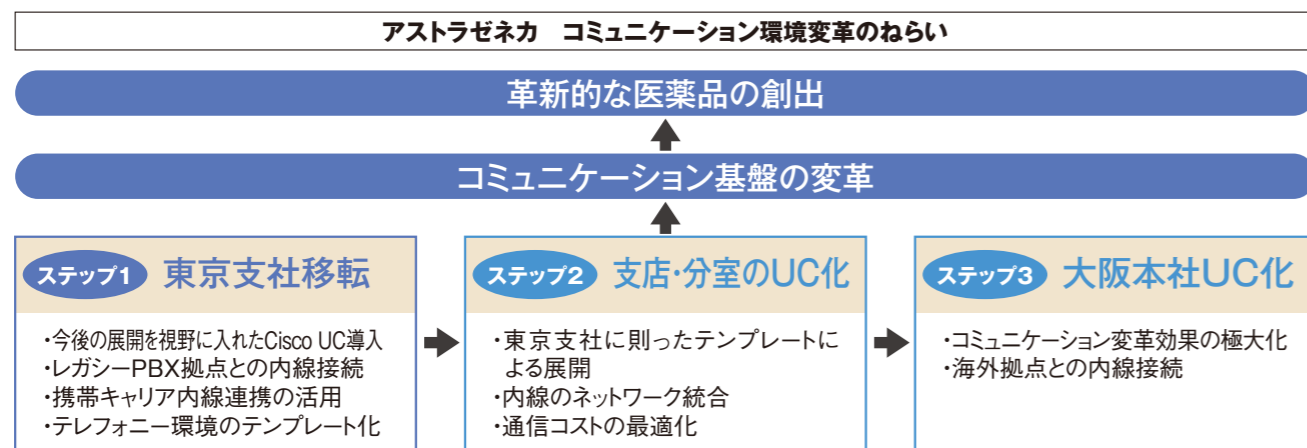 アストラゼネカ　コミュニケーション環境変革のねらい
革新的な医薬品の創出
コミュニケーション基盤の変革
ステップ1 東京支社移転
・今後の展開を視野に入れたCisco UC導入
・レガシーPBX拠点との内線接続
・携帯キャリア内線連携の活用
・テレフォニー環境のテンプレート化
ステップ2 支店・分室のUC化
・東京支社に則ったテンプレートに
よる展開
・内線のネットワーク統合
・通信コストの最適化
ステップ3 大阪本社UC化
・コミュニケーション変革効果の極大化
・海外拠点との内線接続